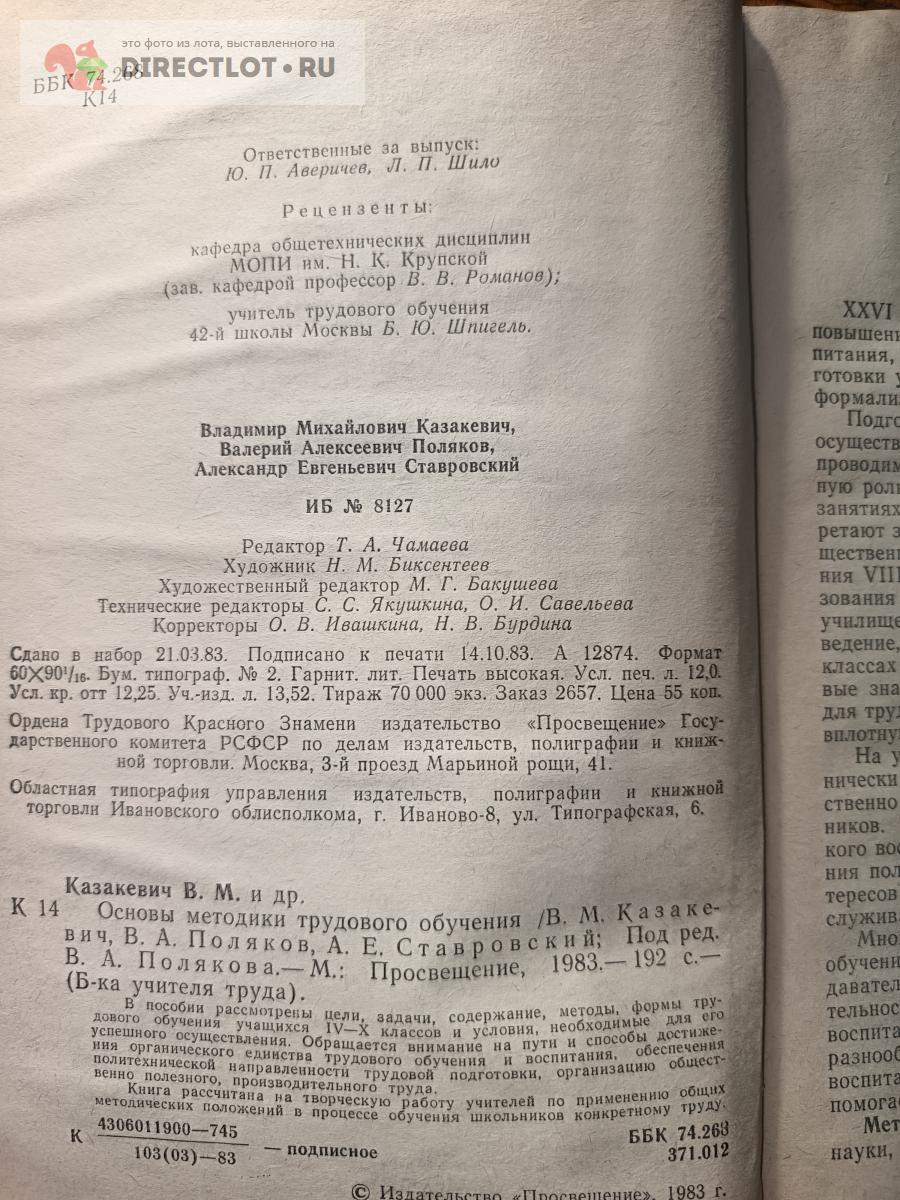 это фото из лота, выставленного на
DIRECTLOT•RU
ББК 74.268
К14
Ответственные за выпуск:
Ю. П. Аверичев, Л. П. Шило
Рецензенты:
кафедра общетехнических дисциплин
МОПИ им. Н. К. Крупской
(зав. кафедрой профессор В. В. Романов);
учитель трудового обучения
42-й школы Москвы Б. Ю. Шпигель.
Владимир Михайлович Казакевич,
Валерий Алексеевич Поляков,
Александр Евгеньевич Ставровский
ИБ № 8127
Редактор Т. А. Чамаева
Художник Н. М. Биксентеев
Художественный редактор М. Г. Бакушева
Технические редакторы С. С. Якушкина, О. И. Савельева
Корректоры О. В. Ивашкина, Н. В. Бурдина
Сдано в набор 21.03.83. Подписано к печати 14.10.83. А 12874. Формат
60×90¹/₁₆. Бум. типограф. № 2. Гарнит. лит. Печать высокая. Усл. печ. л. 12,0.
Усл. кр. отт 12,25. Уч.-изд. л. 13,52. Тираж 70 000 экз. Заказ 2657. Цена 55 коп.
Ордена Трудового Красного Знамени издательство «Просвещение» Госу-
дарственного комитета РСФСР по делам издательств, полиграфии и книж-
ной торговли. Москва, 3-й проезд Марьиной рощи, 41.
Областная типография управления издательств, полиграфии и книжной
торговли Ивановского облисполкома, г. Иваново-8, ул. Типографская, 6.
Казакевич В. М. и др.
К 14 Основы методики трудового обучения /В. М. Казаке-
вич, В. А. Поляков, А. Е. Ставровский; Под ред.
В. А. Полякова.— М.: Просвещение, 1983.— 192 с.—
(Б-ка учителя труда).
В пособии рассмотрены цели, задачи, содержание, методы, формы тру-
дового обучения учащихся IV—X классов и условия, необходимые для его
успешного осуществления. Обращается внимание на пути и способы достиже-
ния органического единства трудового обучения и воспитания, обеспечения
политехнической направленности трудовой подготовки, организацию общест-
венно полезного, производительного труда.
Книга рассчитана на творческую работу учителей по применению общих
методических положений в процессе обучения школьников конкретному труду.
К 4306011900—745
103(03)—83 — подписное
ББК 74.268
371.012
© Издательство «Просвещение», 1983 г.
XXVI
повышени
питания,
готовки у
формали
Подго
осуществ
проводим
ную роль
занятиях
ретают з
щественн
ния VIII
зования
училище
ведение,
классах
вые зна
для труд
вплотную
На у
нически
ственно
ников.
кого вос
ния пол
тересов
служива
Мно
обучени
давател
тельнос
воспита
разнооб
воспита
помогае
Мет
науки,